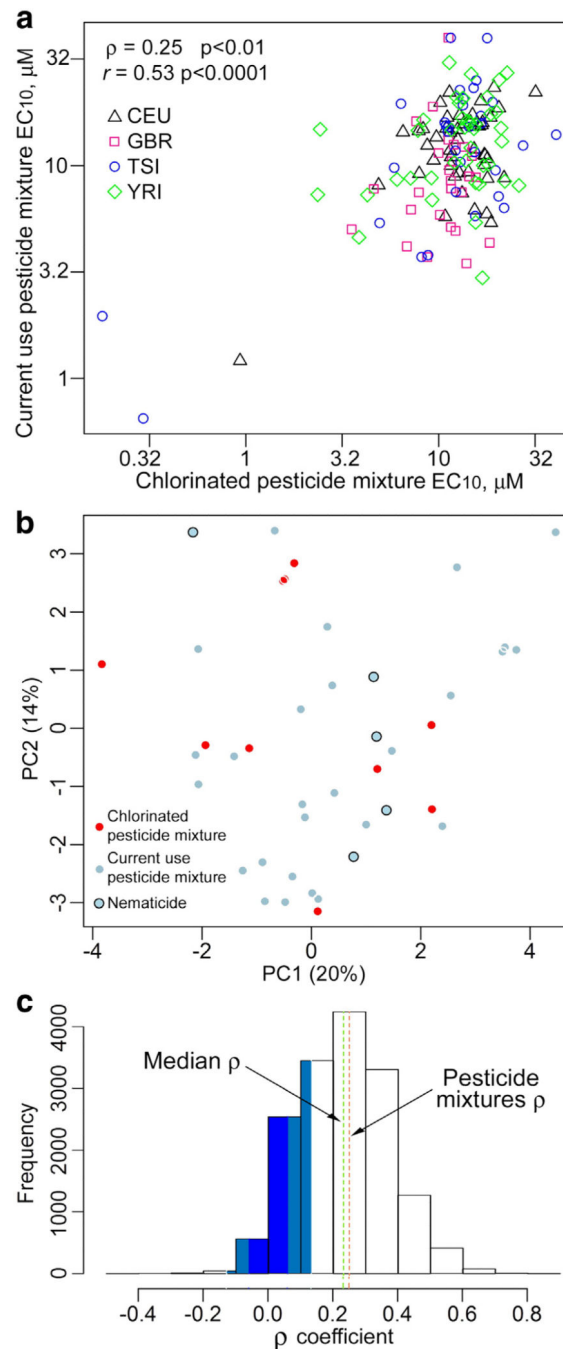 a
ρ = 0.25 p<0.01
r = 0.53 p<0.0001
CEU
GBR
TSI
YRI
Current use pesticide mixture EC10, μM
32
10
3.2
1
0.32 1 3.2 10 32
Chlorinated pesticide mixture EC10, μM
b
PC2 (14%)
3
2
1
0
-1
-2
-3
Chlorinated
pesticide mixture
Current use
pesticide mixture
Nematicide
-4 -2 0 2 4
PC1 (20%)
c
Frequency
4000
3000
2000
1000
0
Median ρ
Pesticide
mixtures ρ
-0.4 -0.2 0.0 0.2 0.4 0.6 0.8
ρ coefficient